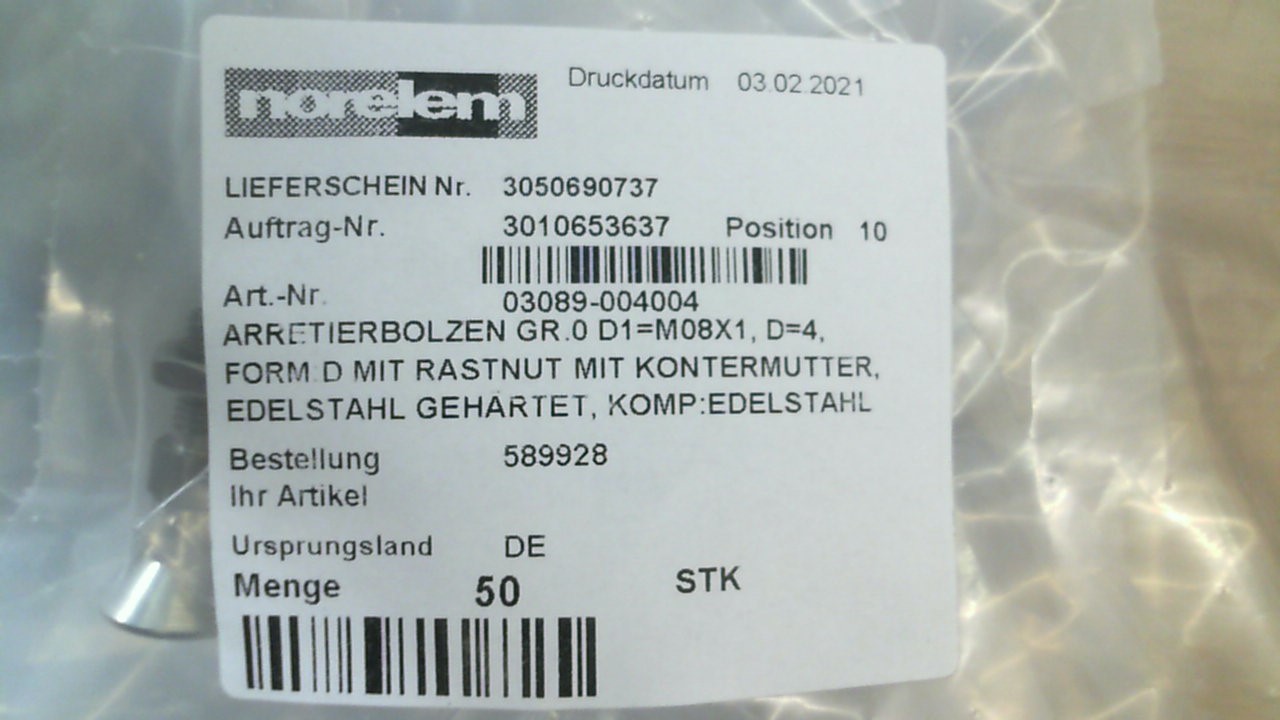 norelem
Druckdatum 03.02.2021
LIEFERSCHEIN Nr. 3050690737
Auftrag-Nr. 3010653637 Position 10
Art.-Nr. 03089-004004
ARRETIERBOLZEN GR.0 D1=M08X1, D=4,
FORM:D MIT RASTNUT MIT KONTERMUTTER,
EDELSTAHL GEHÄRTET, KOMP:EDELSTAHL
Bestellung 589928
Ihr Artikel
Ursprungsland DE
Menge 50 STK